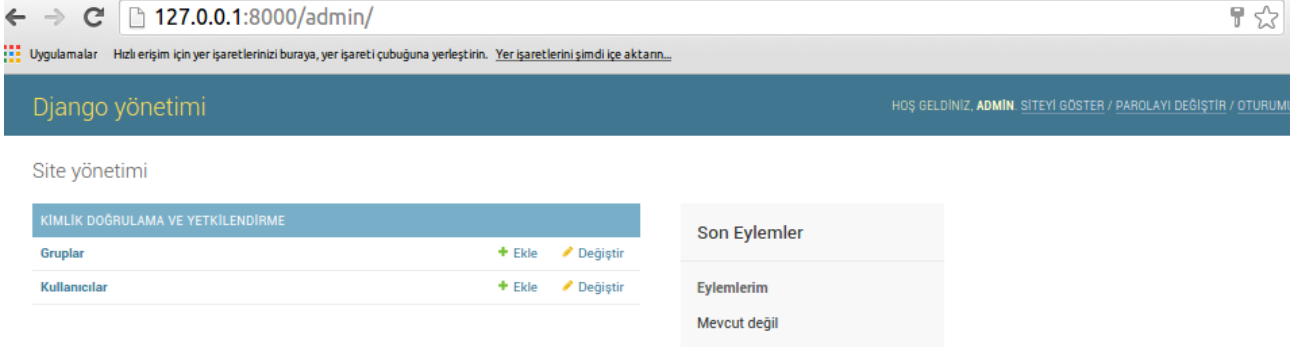 127.0.0.1:8000/admin/
Uygulamalar Hızlı erişim için yer işaretlerinizi buraya, yer işareti çubuğuna yerleştirin. Yer işaretlerini şimdi içe aktarın...
Django yönetimi HOŞ GELDİNİZ, ADMİN. SİTEYİ GÖSTER / PAROLAYI DEĞİŞTİR / OTURUMU
Site yönetimi
KİMLİK DOĞRULAMA VE YETKİLENDİRME
Gruplar + Ekle Değiştir
Kullanıcılar + Ekle Değiştir
Son Eylemler
Eylemlerim
Mevcut değil